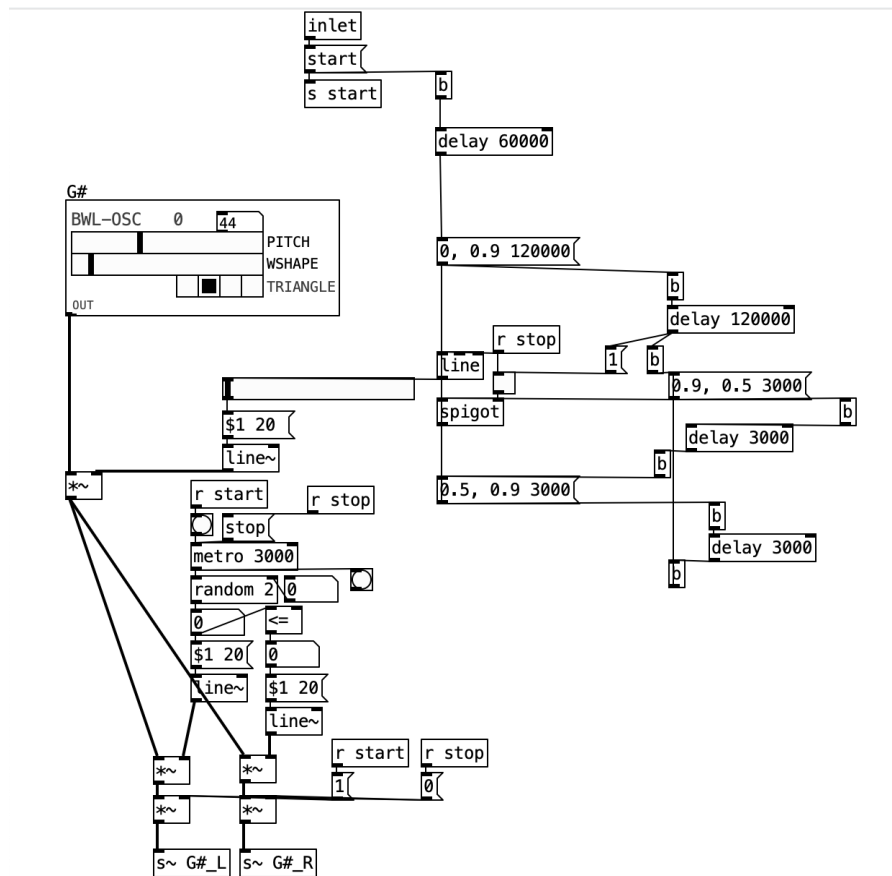 inlet
start
s start
b
delay 60000
G#
BWL-OSC 0 44
PITCH
WSHAPE
TRIANGLE
OUT
0, 0.9 120000
b
delay 120000
r stop
1
b
line
0.9, 0.5 3000
spigot
b
$1 20
delay 3000
line~
b
*~
0.5, 0.9 3000
r start
r stop
b
stop
delay 3000
metro 3000
b
random 2
0
0
<=
$1 20
0
line~
$1 20
line~
r start
r stop
*~
*~
1
0
*~
*~
s~ G#_L
s~ G#_R